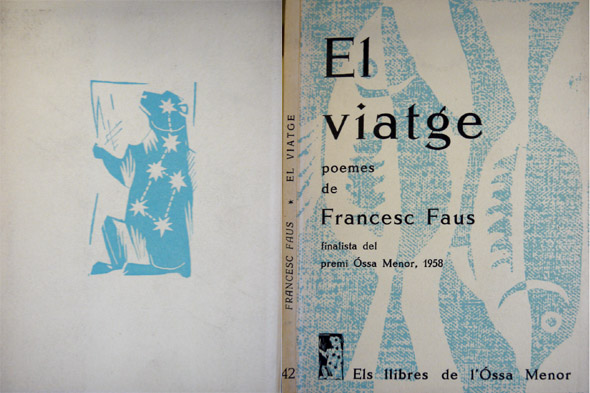 El
viatge
poemes
de
Francesc Faus
finalista del
premi Óssa Menor, 1958
Els llibres de l'Óssa Menor
FRANCESC FAUS * EL VIATGE
42